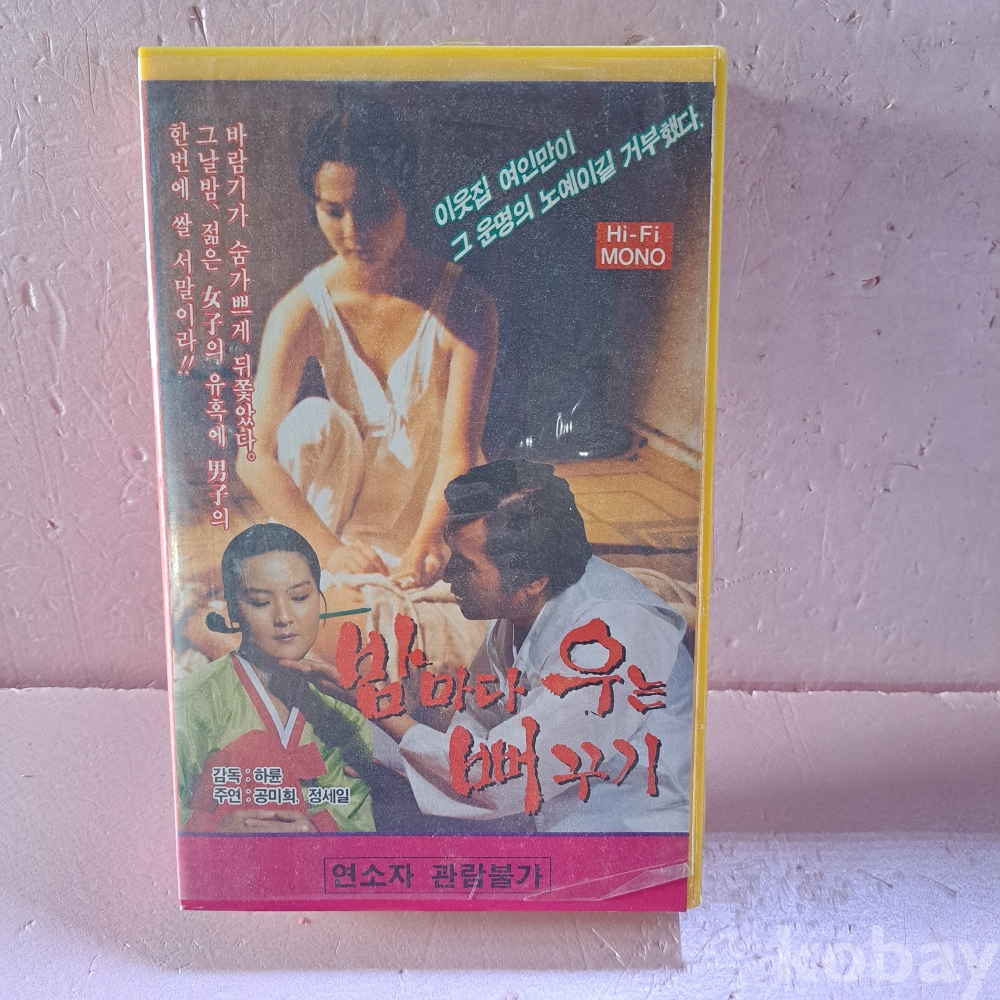 바람기가 숨가쁘게 뒤쫓았다.
그날밤, 젊은 女子의 유혹에 男子의
한번에 쌀 서말이라!!
이웃집 여인만이
그 운명의 노예이길 거부했다.
Hi-Fi
MONO
밤마다 우는
뻐꾸기
감독:하륜
주연:공미희, 정세일
연소자 관람불가
kobay